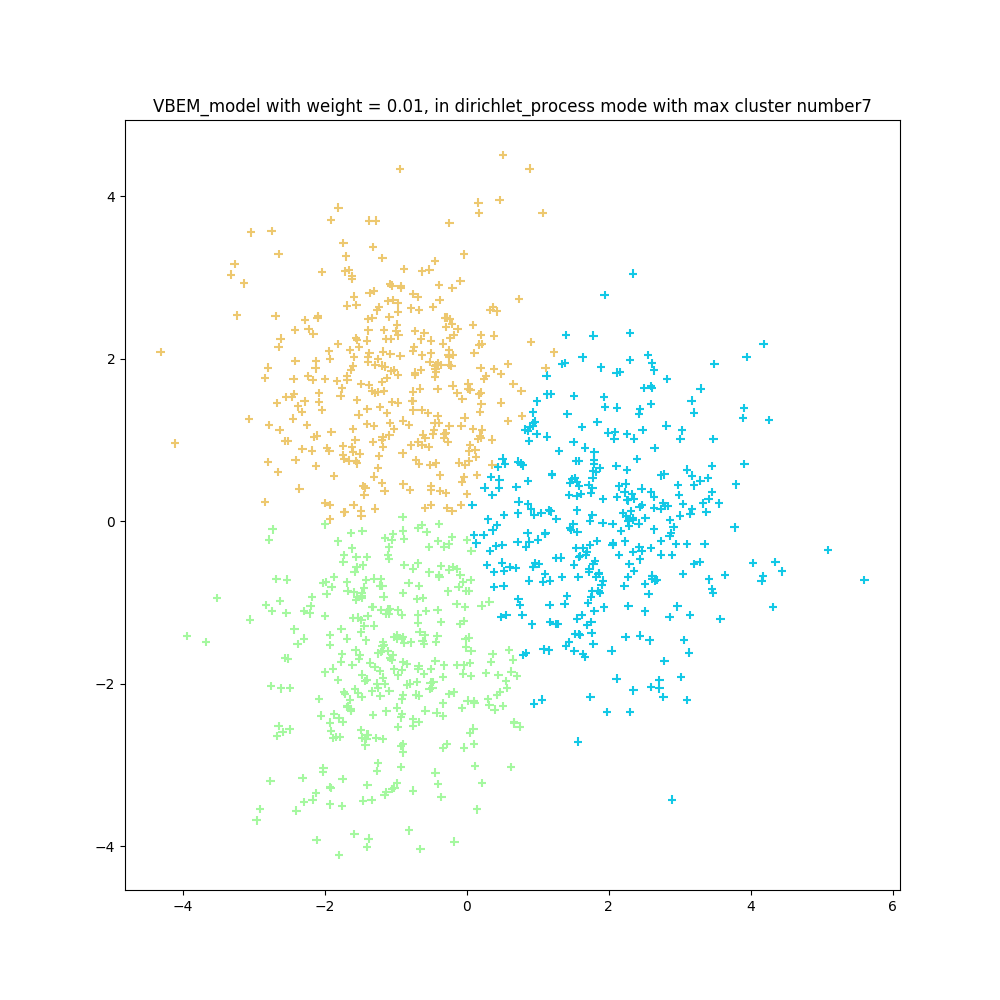 VBEM_model with weight = 0.01, in dirichlet_process mode with max cluster number7
4
2
0
−2
−4
−4 −2 0 2 4 6